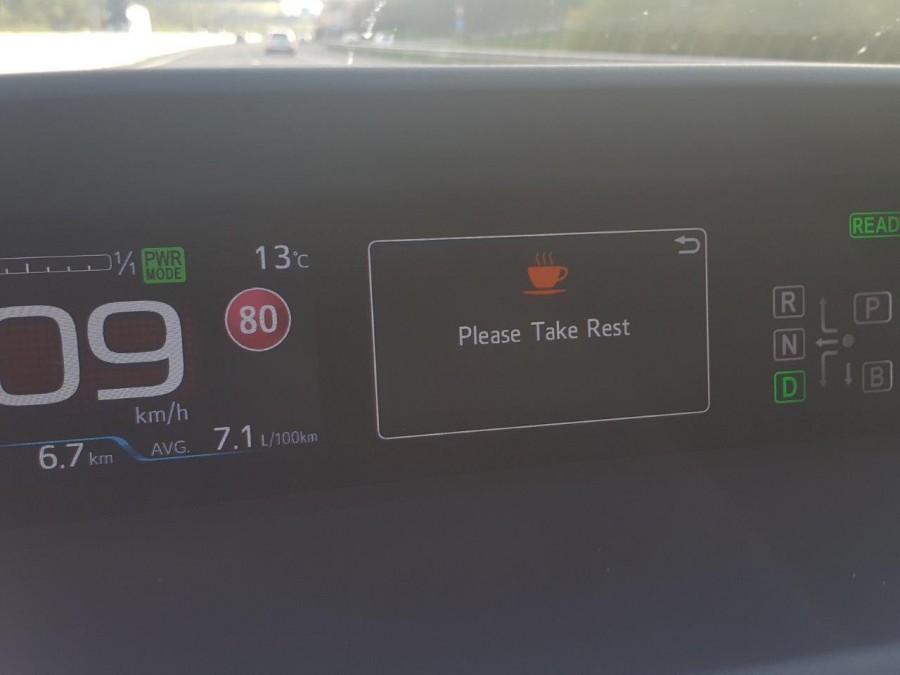 1/1 PWR MODE
13°C
80
09
km/h
6.7 km
AVG. 7.1 L/100km
Please Take Rest
READ
R
P
N
D
B